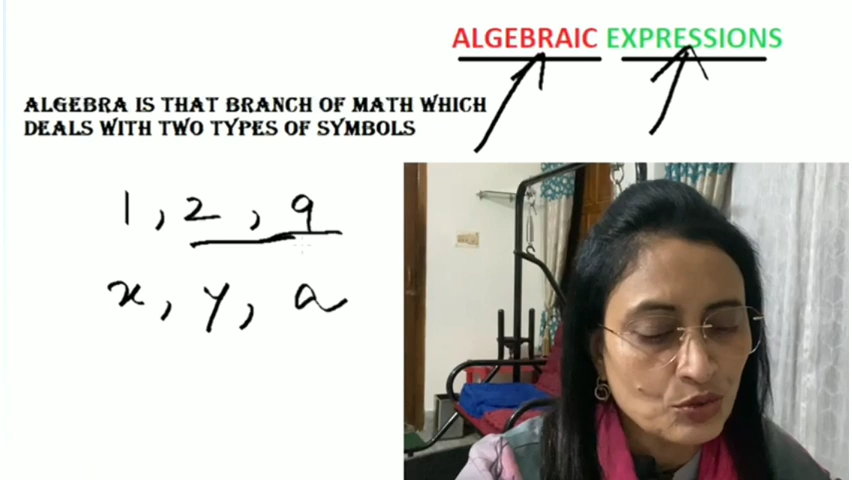 ALGEBRAIC EXPRESSIONS
ALGEBRA IS THAT BRANCH OF MATH WHICH
DEALS WITH TWO TYPES OF SYMBOLS
1, 2, 9
x, y, a